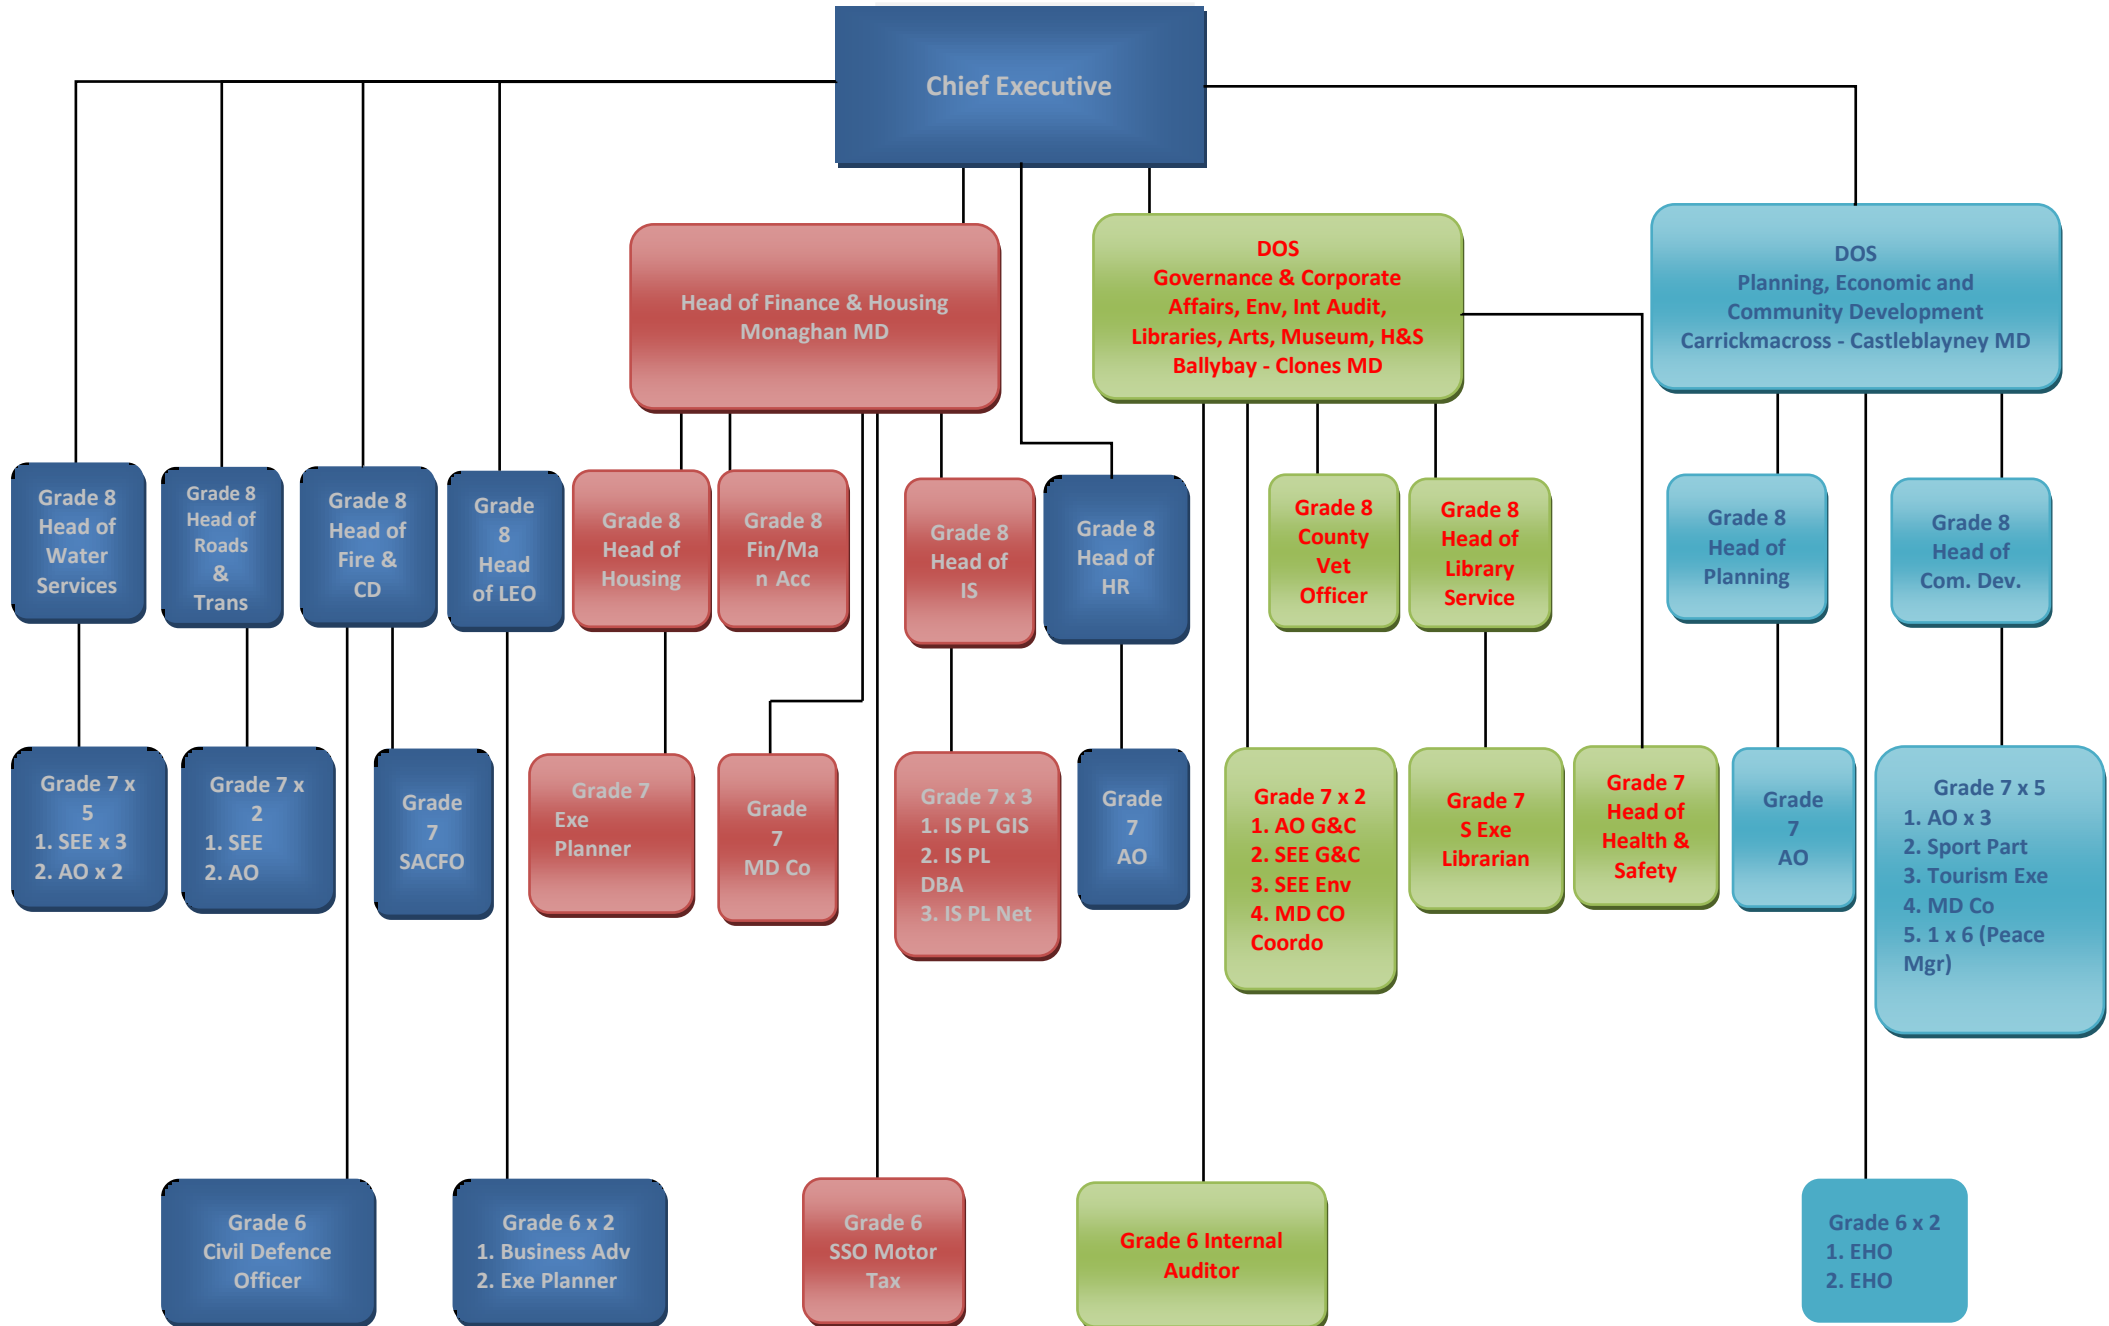 Chief Executive
Head of Finance & Housing
Monaghan MD
DOS
Governance & Corporate
Affairs, Env, Int Audit,
Libraries, Arts, Museum, H&S
Ballybay - Clones MD
DOS
Planning, Economic and
Community Development
Carrickmacross - Castleblayney MD
Grade 8
Head of
Water
Services
Grade 8
Head of
Roads
&
Trans
Grade 8
Head of
Fire &
CD
Grade
8
Head
of LEO
Grade 8
Head of
Housing
Grade 8
Fin/Ma
n Acc
Grade 8
Head of
IS
Grade 8
Head of
HR
Grade 8
County
Vet
Officer
Grade 8
Head of
Library
Service
Grade 8
Head of
Planning
Grade 8
Head of
Com. Dev.
Grade 7 x
5
1. SEE x 3
2. AO x 2
Grade 7 x
2
1. SEE
2. AO
Grade
7
SACFO
Grade 7
Exe
Planner
Grade
7
MD Co
Grade 7 x 3
1. IS PL GIS
2. IS PL
DBA
3. IS PL Net
Grade
7
AO
Grade 7 x 2
1. AO G&C
2. SEE G&C
3. SEE Env
4. MD CO
Coordo
Grade 7
S Exe
Librarian
Grade 7
Head of
Health &
Safety
Grade
7
AO
Grade 7 x 5
1. AO x 3
2. Sport Part
3. Tourism Exe
4. MD Co
5. 1 x 6 (Peace
Mgr)
Grade 6
Civil Defence
Officer
Grade 6 x 2
1. Business Adv
2. Exe Planner
Grade 6
SSO Motor
Tax
Grade 6 Internal
Auditor
Grade 6 x 2
1. EHO
2. EHO